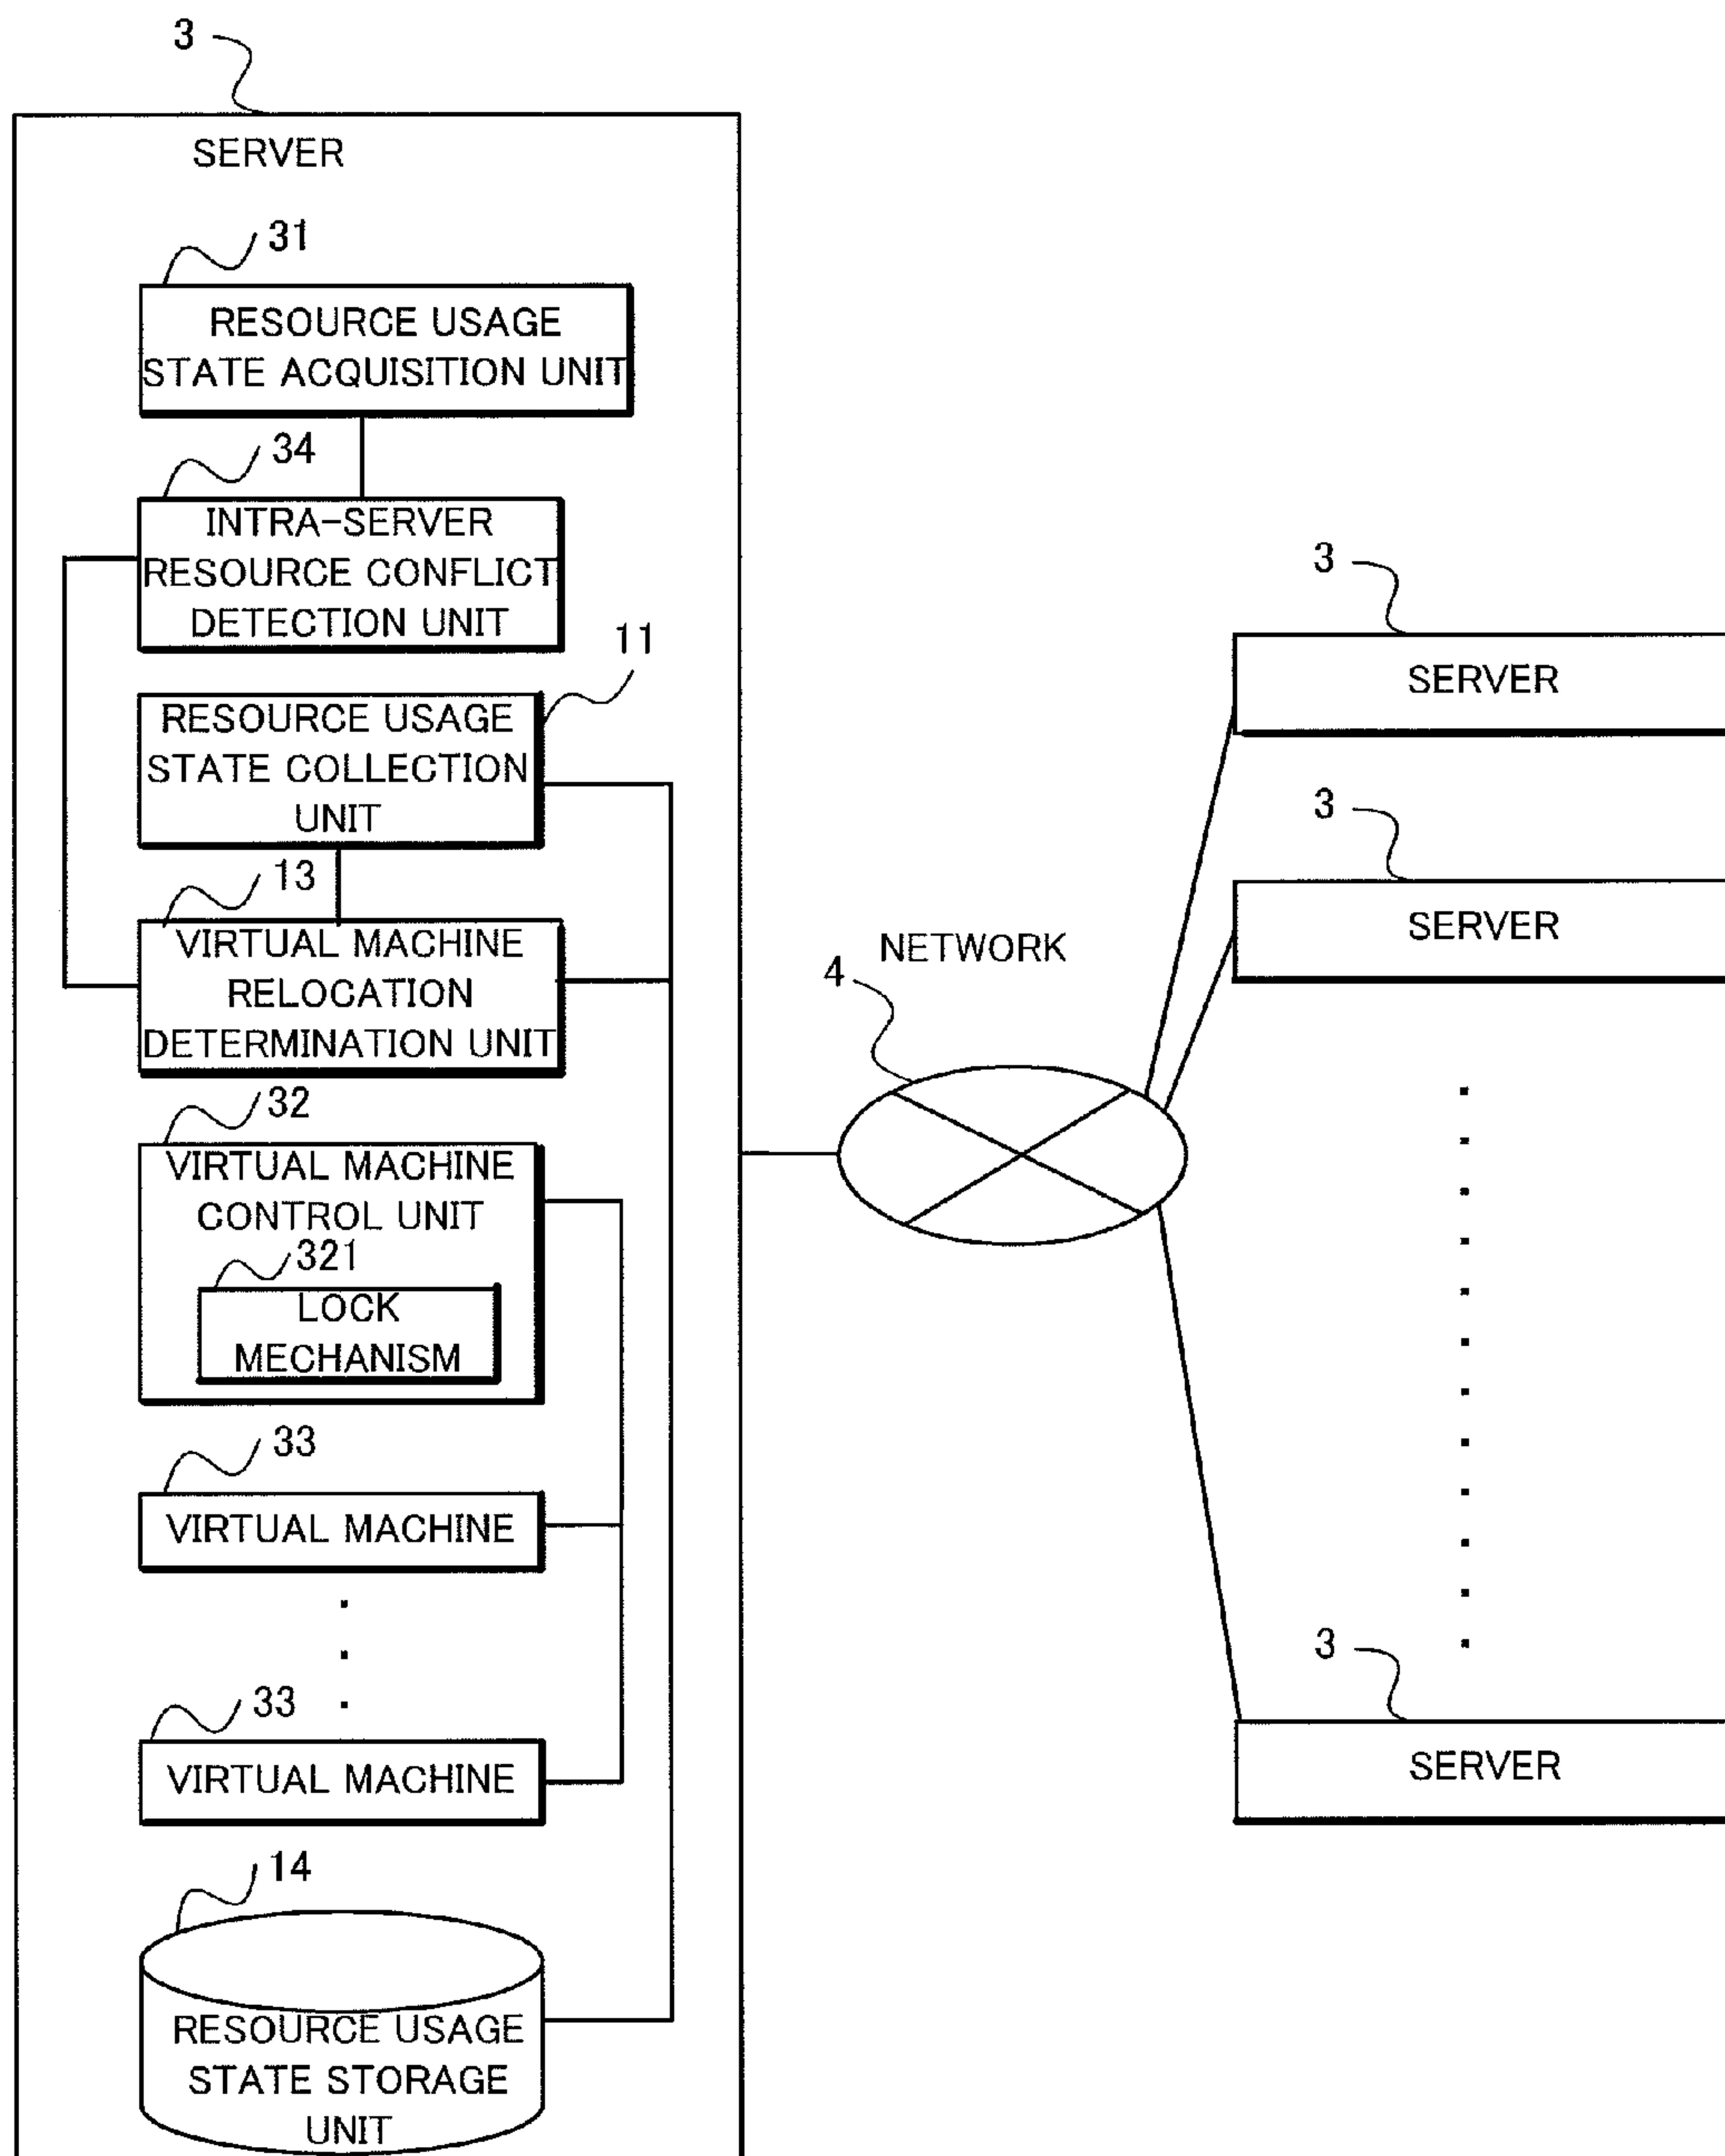 3
SERVER
31
RESOURCE USAGE
STATE ACQUISITION UNIT
34
INTRA-SERVER
RESOURCE CONFLICT
DETECTION UNIT
11
RESOURCE USAGE
STATE COLLECTION
UNIT
13
VIRTUAL MACHINE
RELOCATION
DETERMINATION UNIT
32
VIRTUAL MACHINE
CONTROL UNIT
321
LOCK
MECHANISM
33
VIRTUAL MACHINE
33
VIRTUAL MACHINE
14
RESOURCE USAGE
STATE STORAGE
UNIT
NETWORK
4
3
SERVER
3
SERVER
3
SERVER